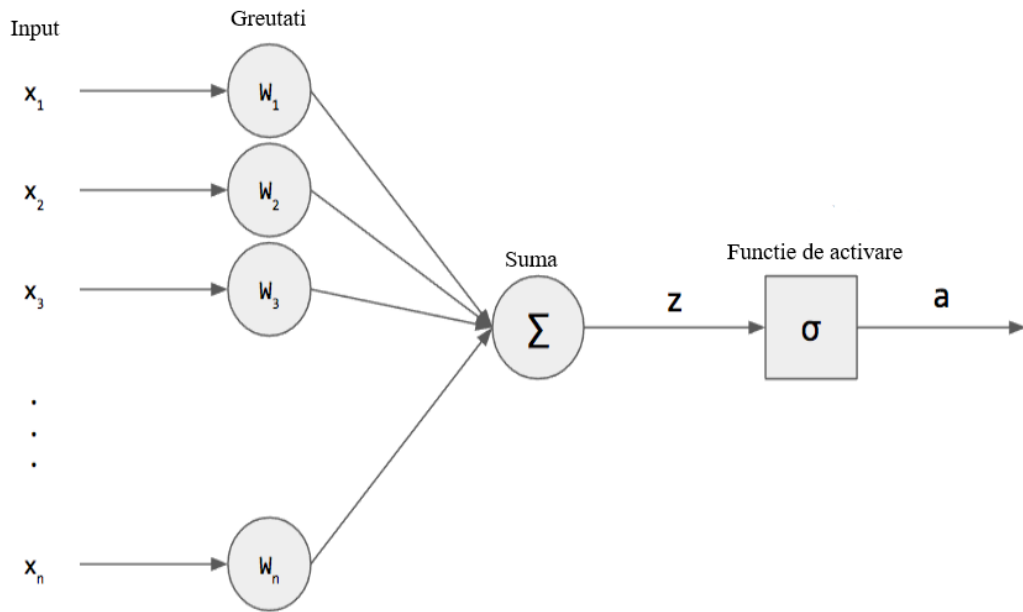 Input
Greutati
x₁
W₁
x₂
W₂
x₃
W₃
Suma
Σ
z
Functie de activare
σ
a
.
.
.
xₙ
Wₙ